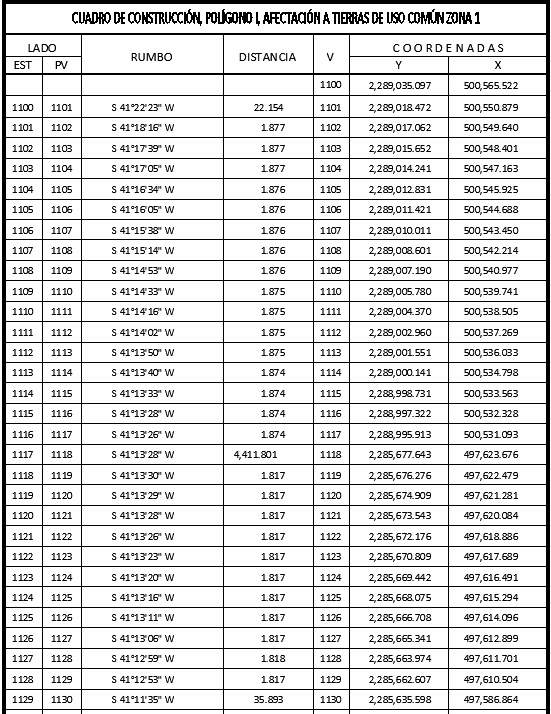 CUADRO DE CONSTRUCCIÓN, POLÍGONO I, AFECTACIÓN A TIERRAS DE USO COMÚN ZONA 1
LADO RUMBO DISTANCIA V COORDENADAS
EST PV Y X
1100 2,289,035.097 500,565.522
1100 1101 S 41°22'23" W 22.154 1101 2,289,018.472 500,550.879
1101 1102 S 41°18'16" W 1.877 1102 2,289,017.062 500,549.640
1102 1103 S 41°17'39" W 1.877 1103 2,289,015.652 500,548.401
1103 1104 S 41°17'05" W 1.877 1104 2,289,014.241 500,547.163
1104 1105 S 41°16'34" W 1.876 1105 2,289,012.831 500,545.925
1105 1106 S 41°16'05" W 1.876 1106 2,289,011.421 500,544.688
1106 1107 S 41°15'38" W 1.876 1107 2,289,010.011 500,543.450
1107 1108 S 41°15'14" W 1.876 1108 2,289,008.601 500,542.214
1108 1109 S 41°14'53" W 1.876 1109 2,289,007.190 500,540.977
1109 1110 S 41°14'33" W 1.875 1110 2,289,005.780 500,539.741
1110 1111 S 41°14'16" W 1.875 1111 2,289,004.370 500,538.505
1111 1112 S 41°14'02" W 1.875 1112 2,289,002.960 500,537.269
1112 1113 S 41°13'50" W 1.875 1113 2,289,001.551 500,536.033
1113 1114 S 41°13'40" W 1.874 1114 2,289,000.141 500,534.798
1114 1115 S 41°13'33" W 1.874 1115 2,288,998.731 500,533.563
1115 1116 S 41°13'28" W 1.874 1116 2,288,997.322 500,532.328
1116 1117 S 41°13'26" W 1.874 1117 2,288,995.913 500,531.093
1117 1118 S 41°13'28" W 4,411.801 1118 2,285,677.643 497,623.676
1118 1119 S 41°13'30" W 1.817 1119 2,285,676.276 497,622.479
1119 1120 S 41°13'29" W 1.817 1120 2,285,674.909 497,621.281
1120 1121 S 41°13'28" W 1.817 1121 2,285,673.543 497,620.084
1121 1122 S 41°13'26" W 1.817 1122 2,285,672.176 497,618.886
1122 1123 S 41°13'23" W 1.817 1123 2,285,670.809 497,617.689
1123 1124 S 41°13'20" W 1.817 1124 2,285,669.442 497,616.491
1124 1125 S 41°13'16" W 1.817 1125 2,285,668.075 497,615.294
1125 1126 S 41°13'11" W 1.817 1126 2,285,666.708 497,614.096
1126 1127 S 41°13'06" W 1.817 1127 2,285,665.341 497,612.899
1127 1128 S 41°12'59" W 1.818 1128 2,285,663.974 497,611.701
1128 1129 S 41°12'53" W 1.817 1129 2,285,662.607 497,610.504
1129 1130 S 41°11'35" W 35.893 1130 2,285,635.598 497,586.864